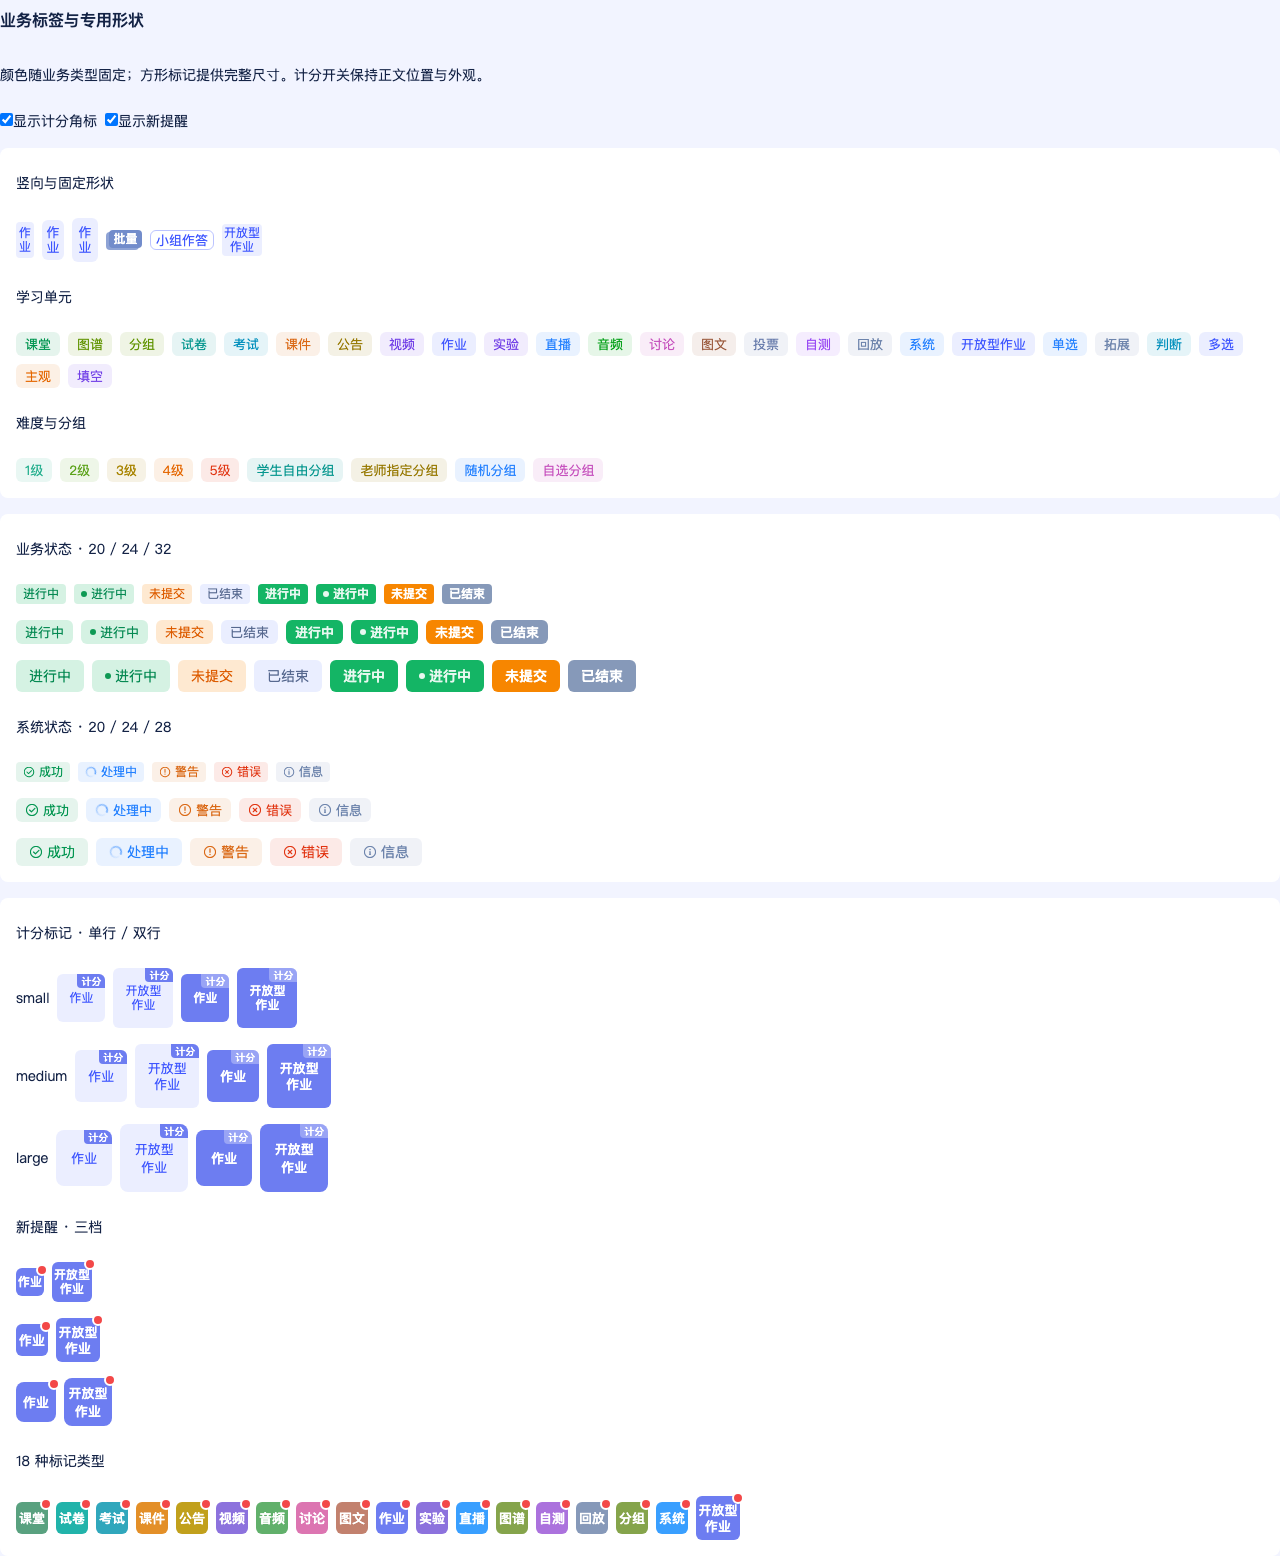 业务标签与专用形状
颜色随业务类型固定；方形标记提供完整尺寸。计分开关保持正文位置与外观。
显示计分角标 显示新提醒
竖向与固定形状
作业 作业 作业 批量 小组作答 开放型作业
学习单元
课堂 图谱 分组 试卷 考试 课件 公告 视频 作业 实验 直播 音频 讨论 图文 投票 自测 回放 系统 开放型作业 单选 拓展 判断 多选
主观 填空
难度与分组
1级 2级 3级 4级 5级 学生自由分组 老师指定分组 随机分组 自选分组
业务状态 · 20 / 24 / 32
进行中 进行中 未提交 已结束 进行中 进行中 未提交 已结束
进行中 进行中 未提交 已结束 进行中 进行中 未提交 已结束
进行中 进行中 未提交 已结束 进行中 进行中 未提交 已结束
系统状态 · 20 / 24 / 28
成功 处理中 警告 错误 信息
成功 处理中 警告 错误 信息
成功 处理中 警告 错误 信息
计分标记 · 单行 / 双行
small 作业 计分 开放型作业 计分 作业 计分 开放型作业 计分
medium 作业 计分 开放型作业 计分 作业 计分 开放型作业 计分
large 作业 计分 开放型作业 计分 作业 计分 开放型作业 计分
新提醒 · 三档
作业 开放型作业
作业 开放型作业
作业 开放型作业
18 种标记类型
课堂 试卷 考试 课件 公告 视频 音频 讨论 图文 作业 实验 直播 图谱 自测 回放 分组 系统 开放型作业